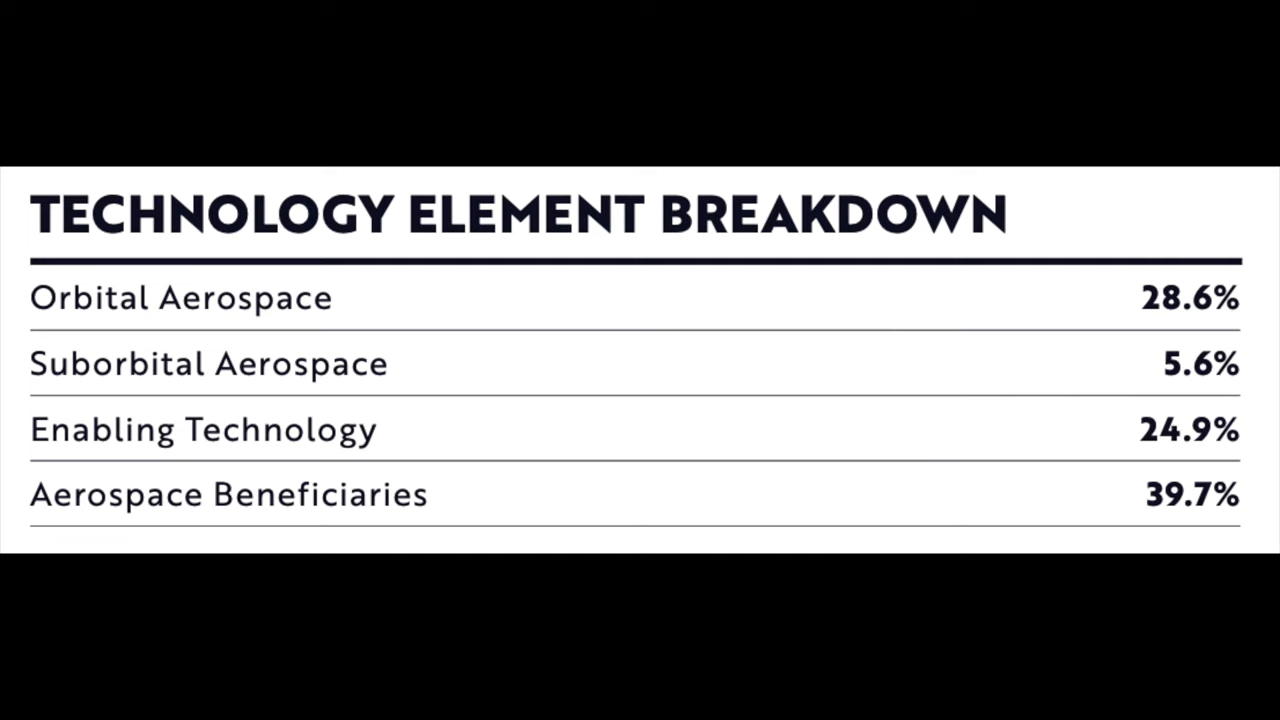 TECHNOLOGY ELEMENT BREAKDOWN
Orbital Aerospace 28.6%
Suborbital Aerospace 5.6%
Enabling Technology 24.9%
Aerospace Beneficiaries 39.7%